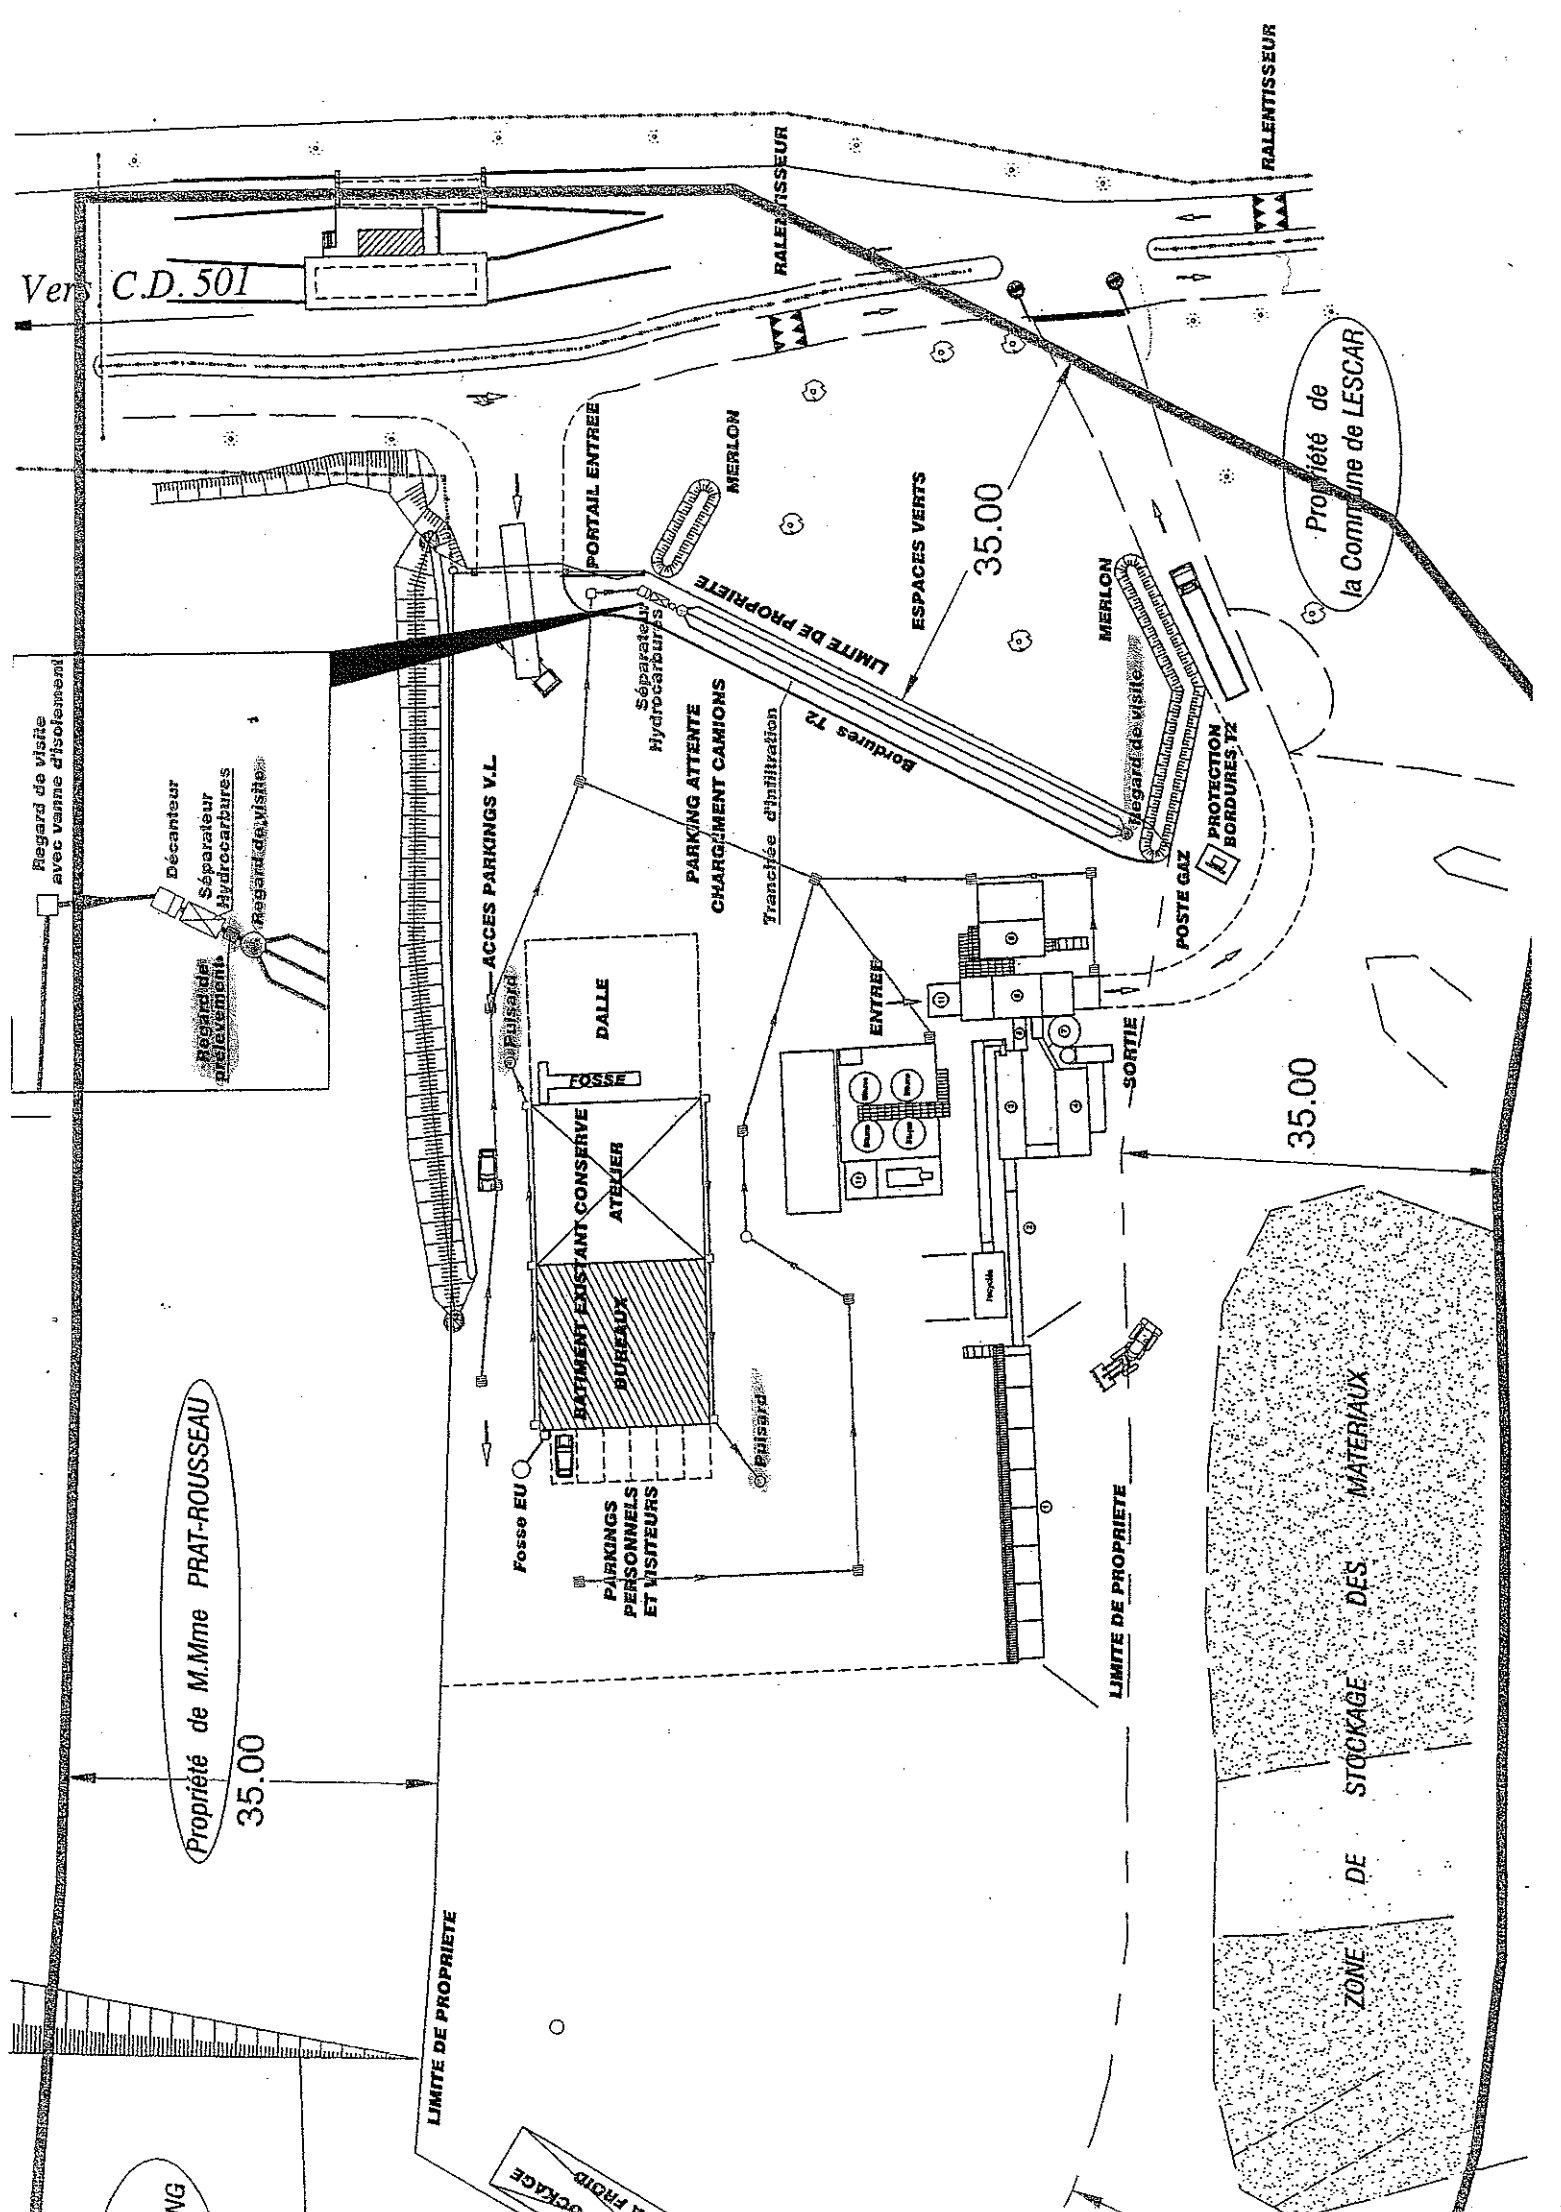 RALENTISSEUR
RALENTISSEUR
Vers C.D. 501
Propriété de
la Commune de LESCAR
PORTAIL ENTREE
MERLON
ESPACES VERTS
35.00
MERLON
LIMITE DE PROPRIETE
Séparateur
Hydrocarbures
Bordures T2
Regard de visite
PROTECTION
BORDURES T2
Regard de visite
avec vanne d'isolement
Décanteur
Séparateur
Hydrocarbures
Regard de visite
Regard de
prélèvement
ACCES PARKINGS V.L.
PARKING ATTENTE
CHARGEMENT CAMIONS
Tranchée d'infiltration
POSTE GAZ
Puisard
DALLE
ENTREE
FOSSE
SORTIE
35.00
BATIMENT EXISTANT CONSERVE
ATELIER
BUREAUX
recyclés
Puisard
Fosse EU
PARKINGS
PERSONNELS
ET VISITEURS
LIMITE DE PROPRIETE
Propriété de M.Mme PRAT-ROUSSEAU
35.00
ZONE DE STOCKAGE DES MATERIAUX
LIMITE DE PROPRIETE
OCKAGE
FROID
NG